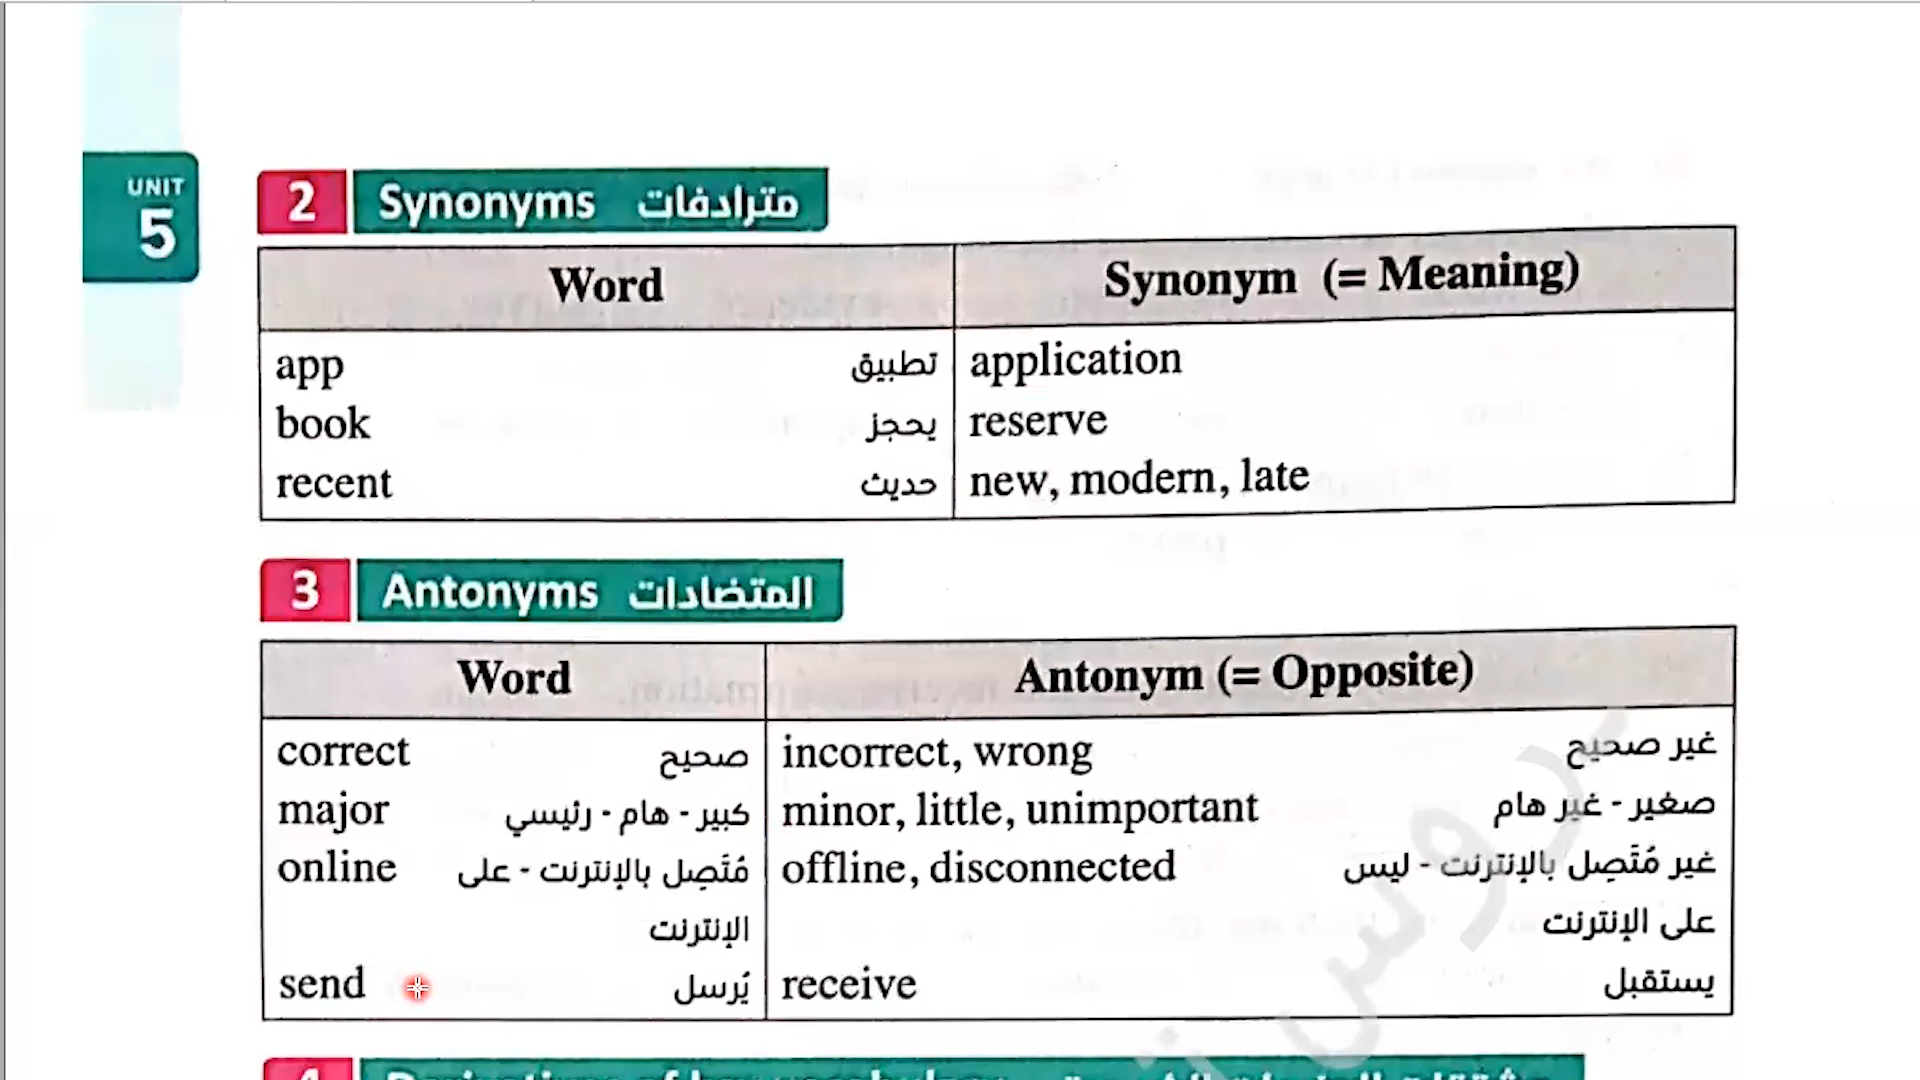 UNIT
5
2 Synonyms مترادفات
Word Synonym (= Meaning)
app تطبيق application
book يحجز reserve
recent حديث new, modern, late
3 Antonyms المتضادات
Word Antonym (= Opposite)
correct صحيح incorrect, wrong غير صحيح
major كبير - هام - رئيسي minor, little, unimportant صغير - غير هام
online مُتَّصِل بالإنترنت - على offline, disconnected غير مُتَّصِل بالإنترنت - ليس
الإنترنت على الإنترنت
send يُرسل receive يستقبل